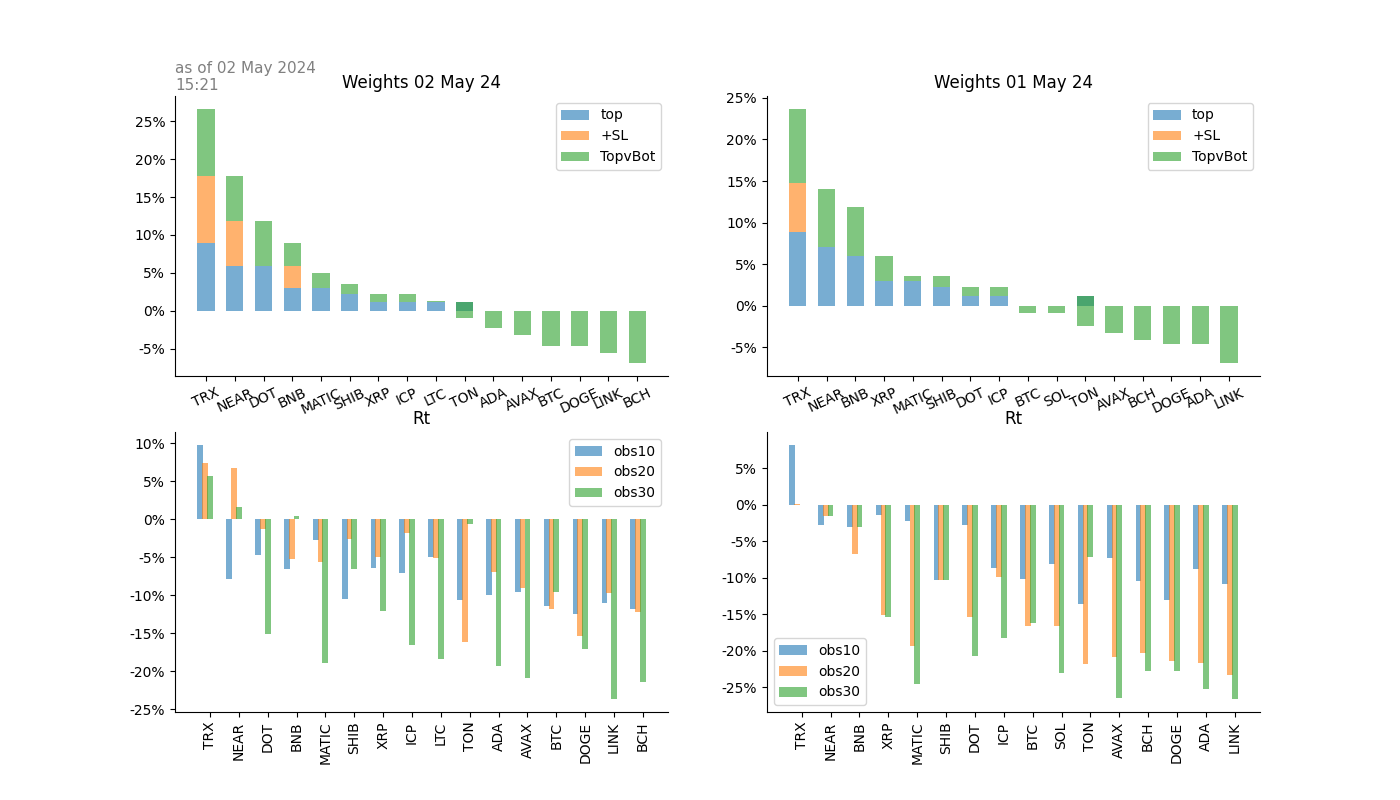 as of 02 May 2024
15:21
Weights 02 May 24
25%
20%
15%
10%
5%
0%
-5%
top
+SL
TopvBot
TRX NEAR DOT BNB MATIC SHIB XRP ICP LTC TON ADA AVAX BTC DOGE LINK BCH
Weights 01 May 24
25%
20%
15%
10%
5%
0%
-5%
top
+SL
TopvBot
TRX NEAR BNB XRP MATIC SHIB DOT ICP BTC SOL TON AVAX BCH DOGE ADA LINK
Rt
10%
5%
0%
-5%
-10%
-15%
-20%
-25%
obs10
obs20
obs30
TRX NEAR DOT BNB MATIC SHIB XRP ICP LTC TON ADA AVAX BTC DOGE LINK BCH
Rt
5%
0%
-5%
-10%
-15%
-20%
-25%
obs10
obs20
obs30
TRX NEAR BNB XRP MATIC SHIB DOT ICP BTC SOL TON AVAX BCH DOGE ADA LINK